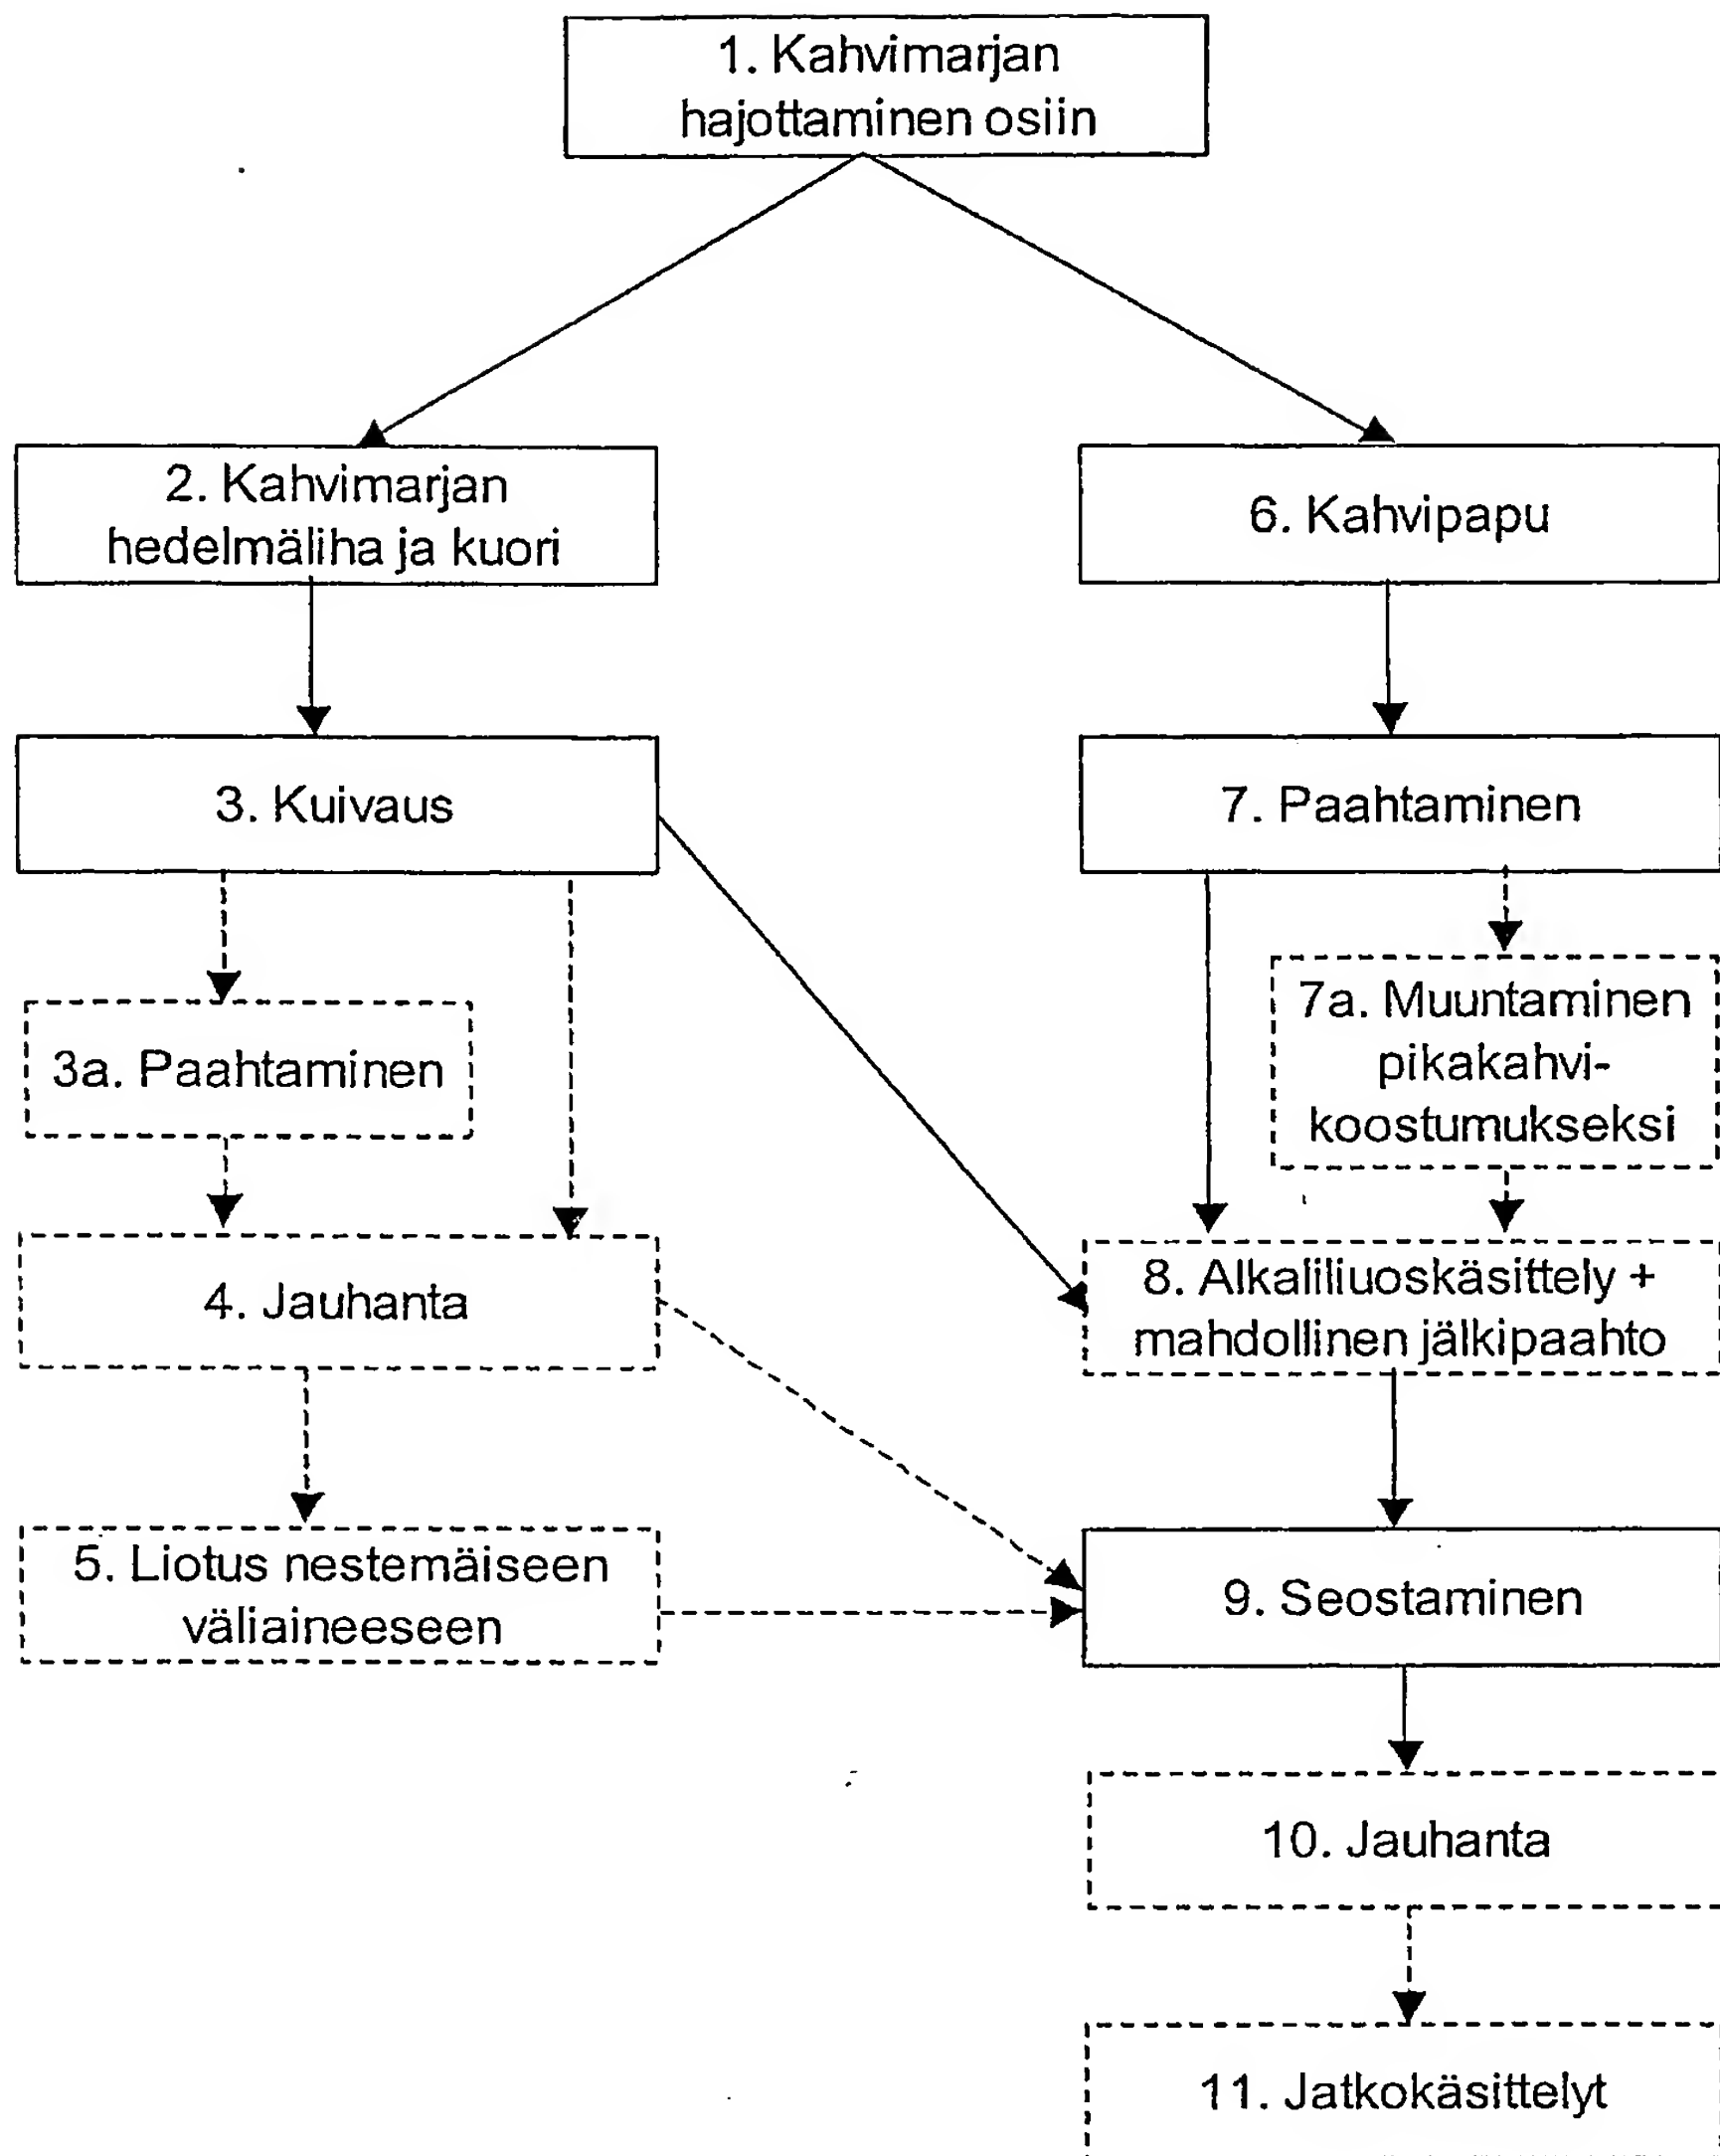 1. Kahvimarjan
hajottaminen osiin
2. Kahvimarjan
hedelmäliha ja kuori
6. Kahvipapu
3. Kuivaus
7. Paahtaminen
3a. Paahtaminen
7a. Muuntaminen
pikakahvi-
koostumukseksi
4. Jauhanta
8. Alkaliliuoskäsittely +
mahdollinen jälkipaahto
5. Liotus nestemäiseen
väliaineeseen
9. Seostaminen
10. Jauhanta
11. Jatkokäsittelyt